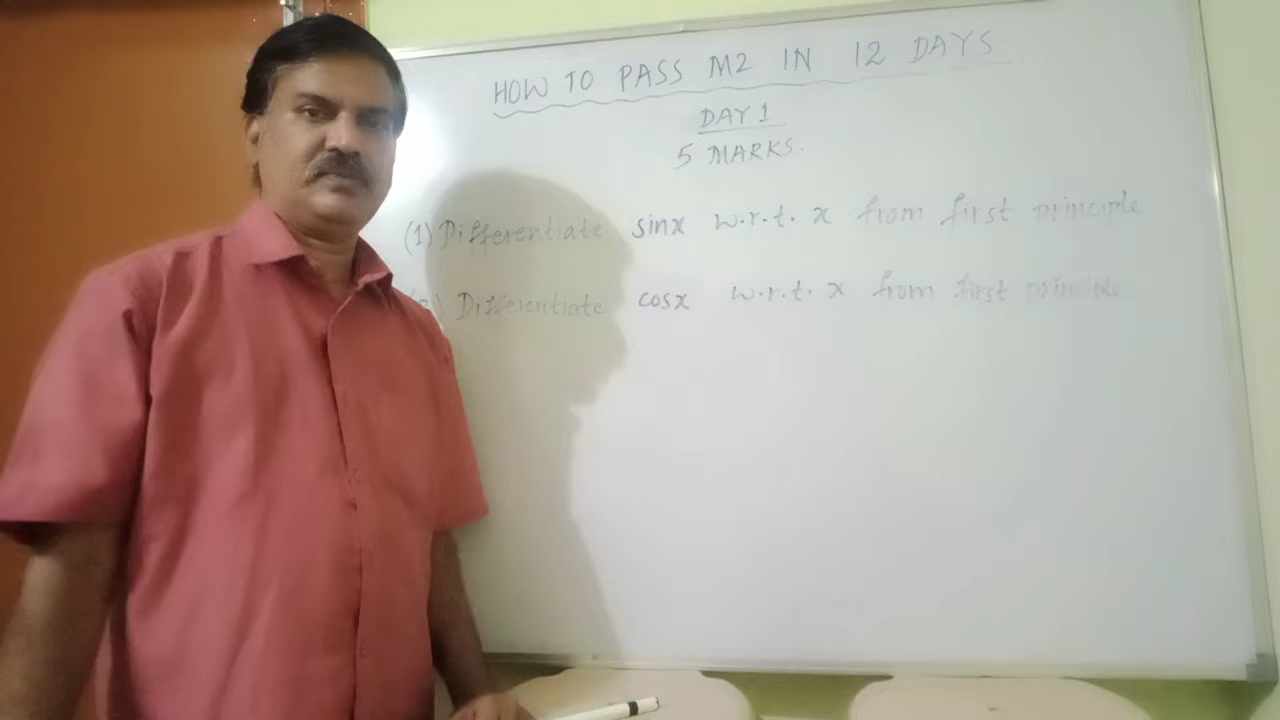 HOW TO PASS M2 IN 12 DAYS
DAY 1
5 MARKS.
(1) Differentiate sinx w.r.t. x from first principle
) Differentiate cosx w.r.t. x from first principle